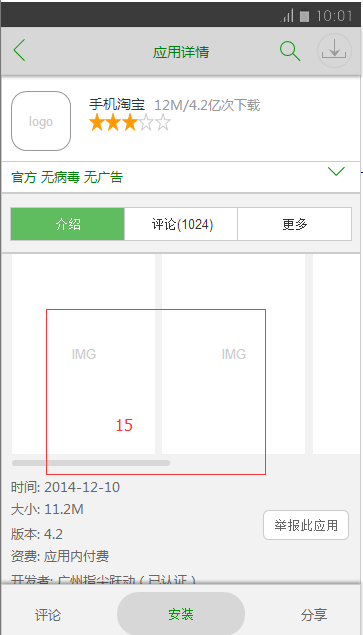 10:01
应用详情
logo
手机淘宝 12M/4.2亿次下载
官方 无病毒 无广告
介绍 评论(1024) 更多
IMG IMG
15
时间: 2014-12-10
大小: 11.2M
版本: 4.2
举报此应用
资费: 应用内付费
开发者: 广州指尖跃动（已认证）
评论 安装 分享